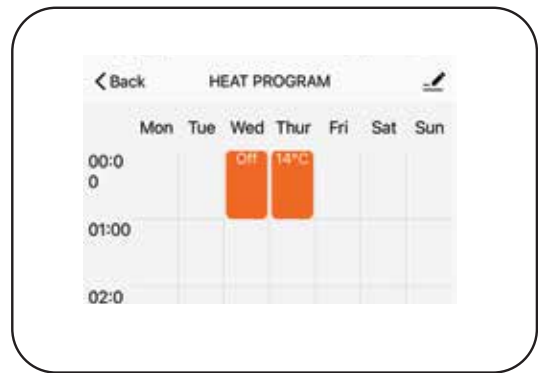 Back HEAT PROGRAM
Mon Tue Wed Thur Fri Sat Sun
00:0
0
Off 14°C
01:00
02:0